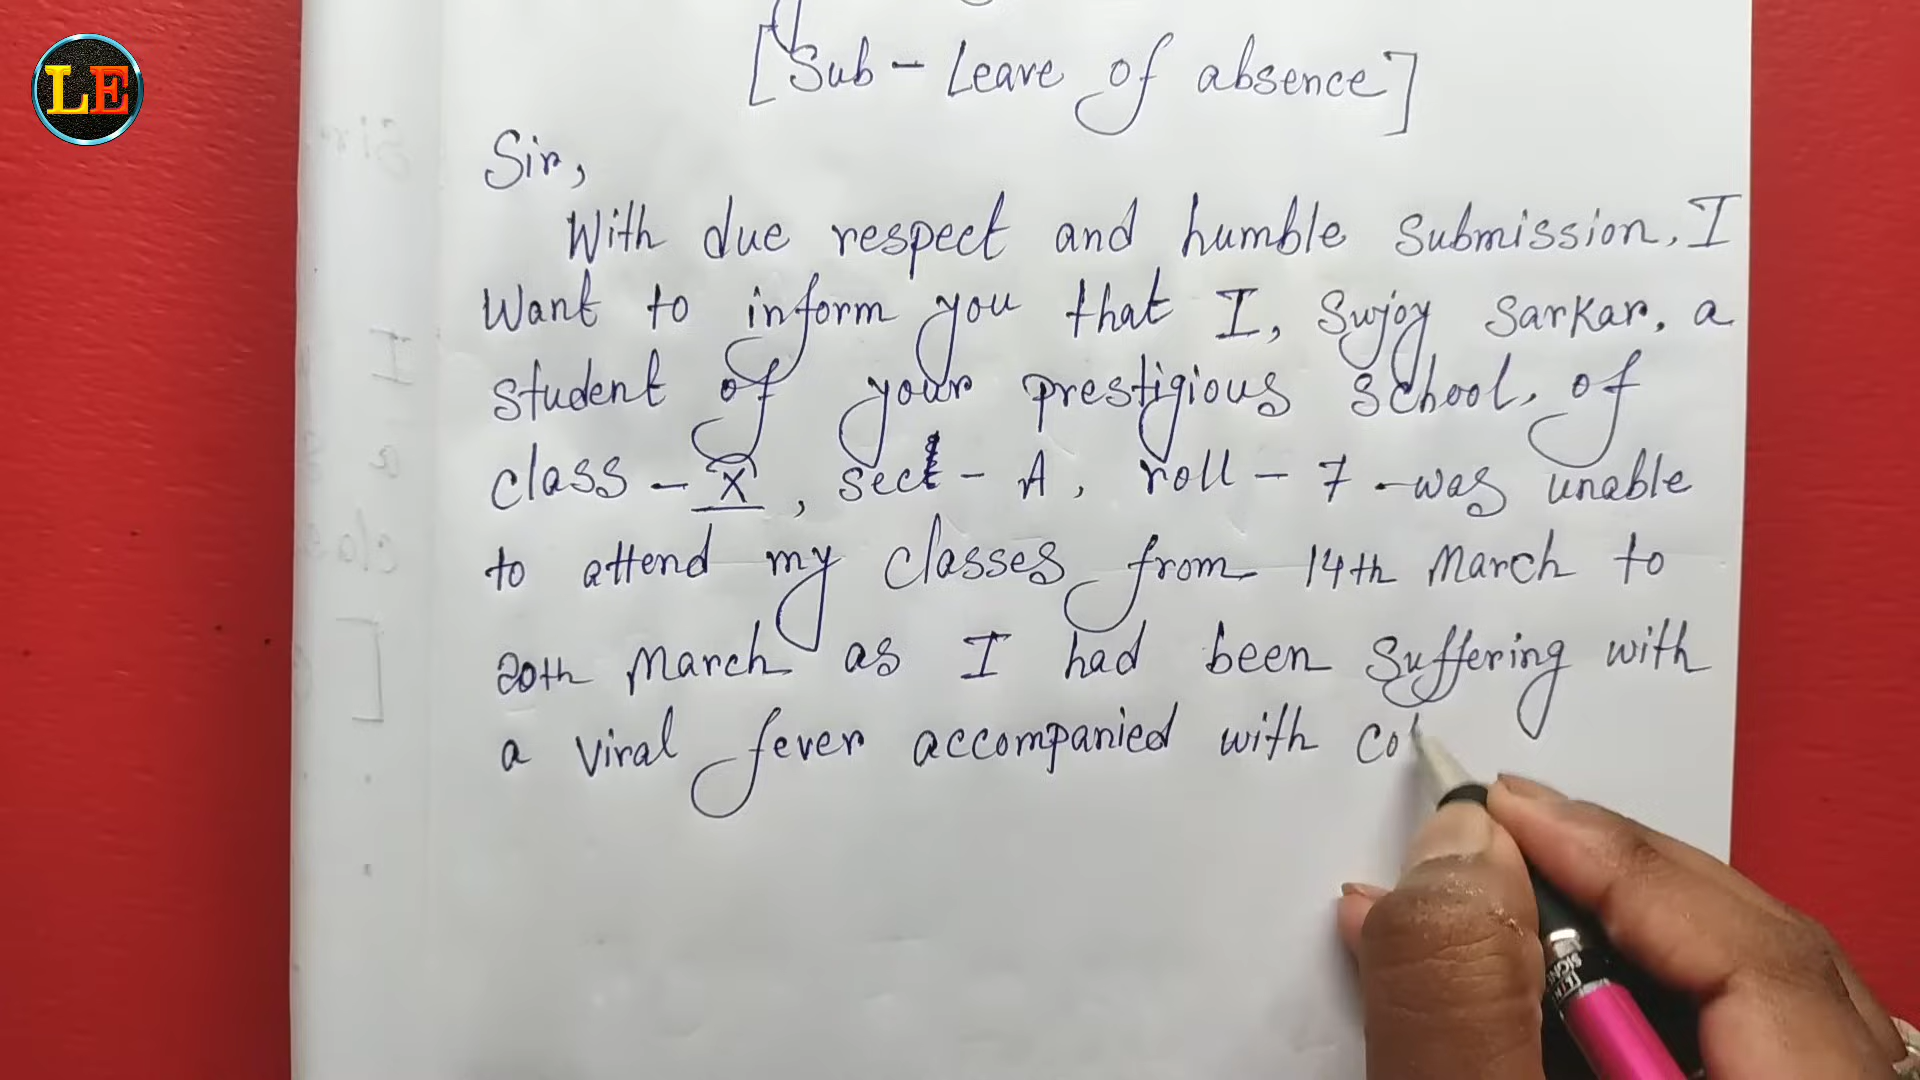 LE
[Sub - Leave of absence]
Sir,
With due respect and humble submission, I
want to inform you that I, Sujoy Sarkar, a
student of your prestigious school, of
class - X, sect - A, roll - 7 - was unable
to attend my classes from 14th March to
20th March as I had been suffering with
a viral fever accompanied with